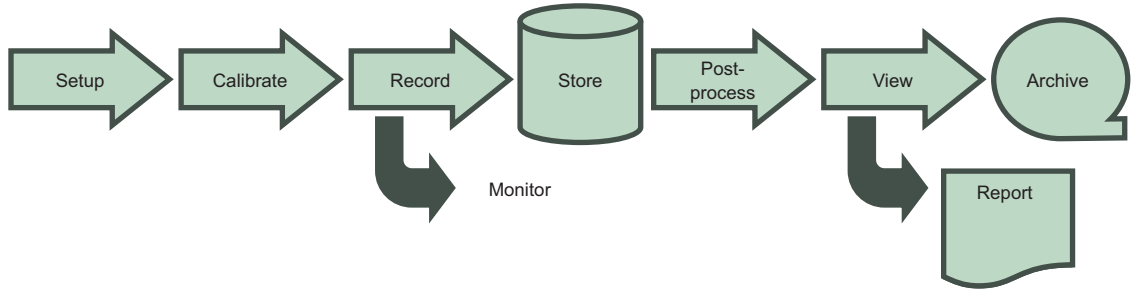 Setup
Calibrate
Record
Store
Post-
process
View
Archive
Monitor
Report